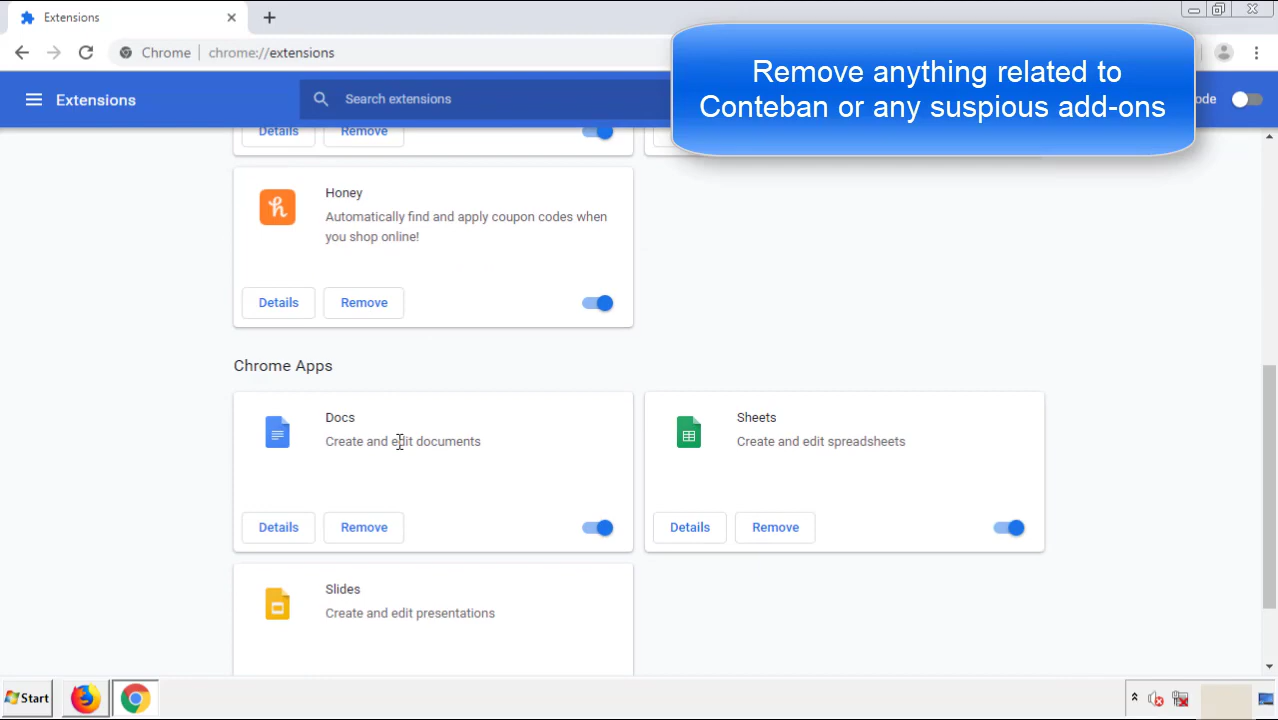 Extensions
Chrome
chrome://extensions
Remove anything related to
Conteban or any suspious add-ons
Extensions
Search extensions
ode
Details
Remove
Honey
Automatically find and apply coupon codes when
you shop online!
Details
Remove
Chrome Apps
Docs
Create and edit documents
Details
Remove
Sheets
Create and edit spreadsheets
Details
Remove
Slides
Create and edit presentations
Start